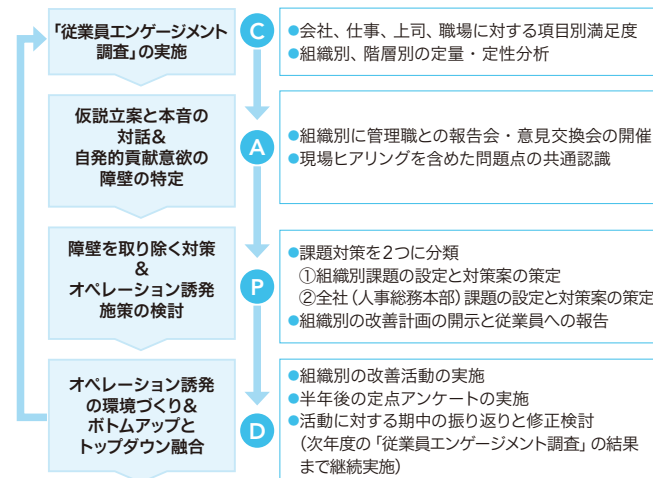 「従業員エンゲージメント
調査」の実施
C
●会社、仕事、上司、職場に対する項目別満足度
●組織別、階層別の定量・定性分析
仮説立案と本音の
対話&
自発的貢献意欲の
障壁の特定
A
●組織別に管理職との報告会・意見交換会の開催
●現場ヒアリングを含めた問題点の共通認識
障壁を取り除く対策
&
オペレーション誘発
施策の検討
P
●課題対策を2つに分類
①組織別課題の設定と対策案の策定
②全社(人事総務本部)課題の設定と対策案の策定
●組織別の改善計画の開示と従業員への報告
オペレーション誘発
の環境づくり&
ボトムアップと
トップダウン融合
D
●組織別の改善活動の実施
●半年後の定点アンケートの実施
●活動に対する期中の振り返りと修正検討
(次年度の「従業員エンゲージメント調査」の結果
まで継続実施)